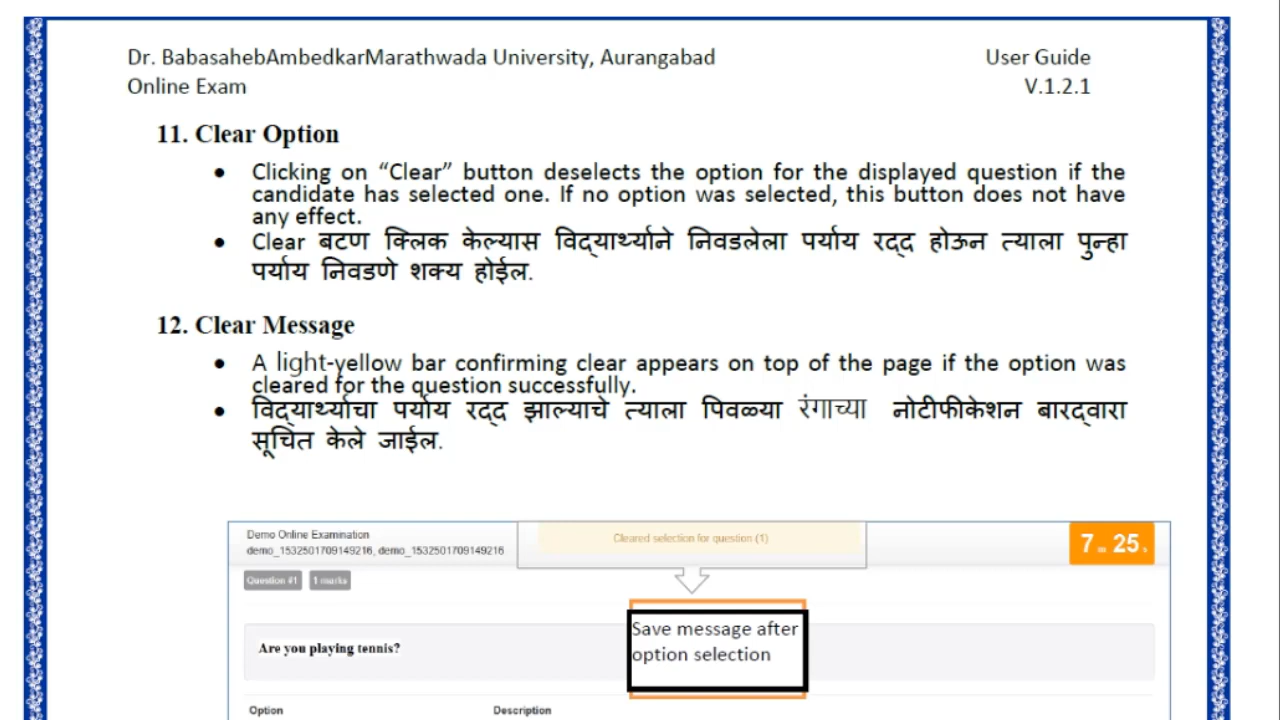 Dr. BabasahebAmbedkarMarathwada University, Aurangabad User Guide
Online Exam V.1.2.1
11. Clear Option
• Clicking on “Clear” button deselects the option for the displayed question if the
candidate has selected one. If no option was selected, this button does not have
any effect.
• Clear बटण क्लिक केल्यास विद्यार्थ्याने निवडलेला पर्याय रद्द होऊन त्याला पुन्हा
पर्याय निवडणे शक्य होईल.
12. Clear Message
• A light-yellow bar confirming clear appears on top of the page if the option was
cleared for the question successfully.
• विद्यार्थ्याचा पर्याय रद्द झाल्याचे त्याला पिवळ्या रंगाच्या नोटीफीकेशन बारद्वारा
सूचित केले जाईल.
Demo Online Examination
demo_1532501709149216, demo_1532501709149216
Cleared selection for question (1)
7 m 25 s
Question #1 1 marks
Save message after
option selection
Are you playing tennis?
Option Description